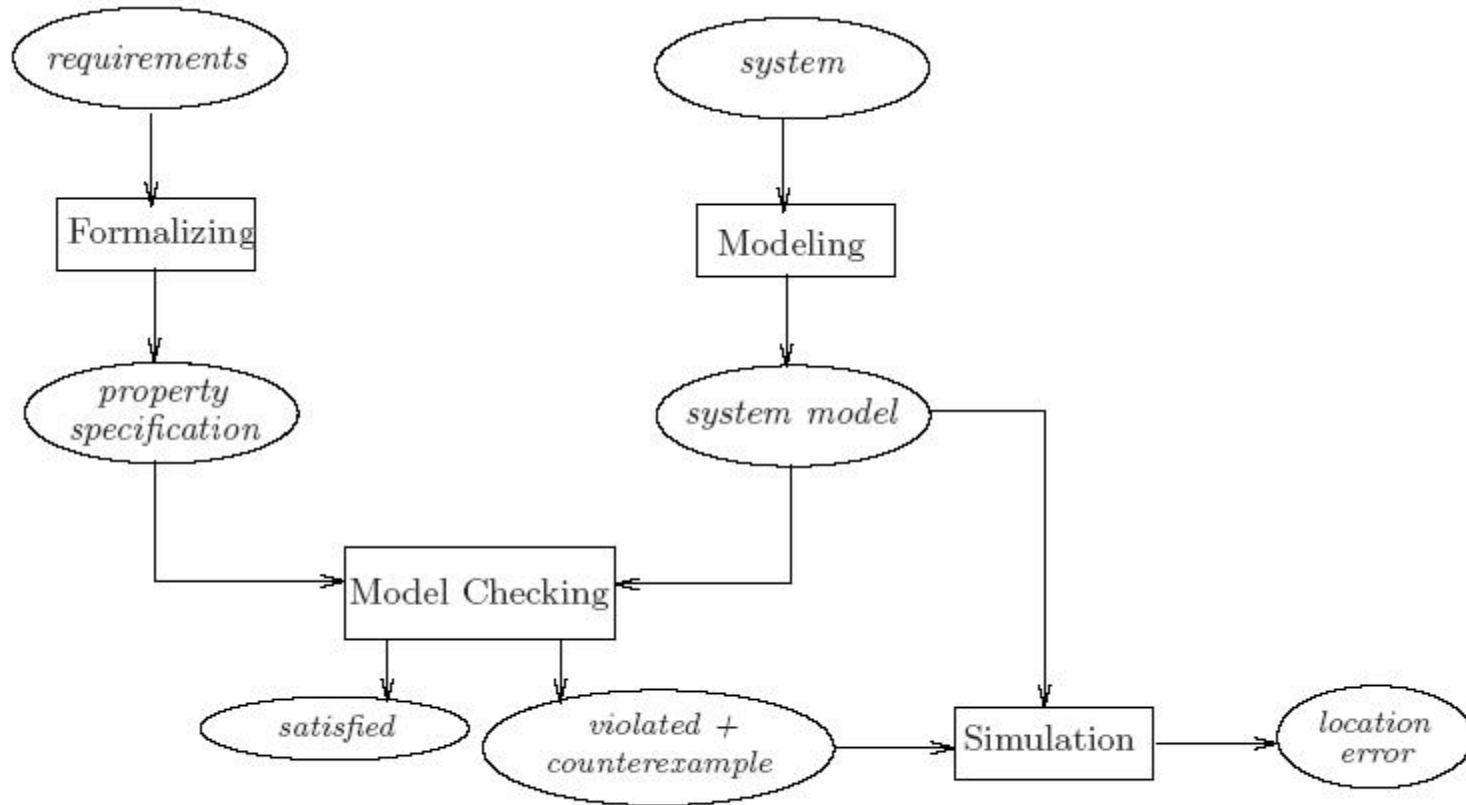 requirements
system
Formalizing
Modeling
property
specification
system model
Model Checking
satisfied
violated +
counterexample
Simulation
location
error